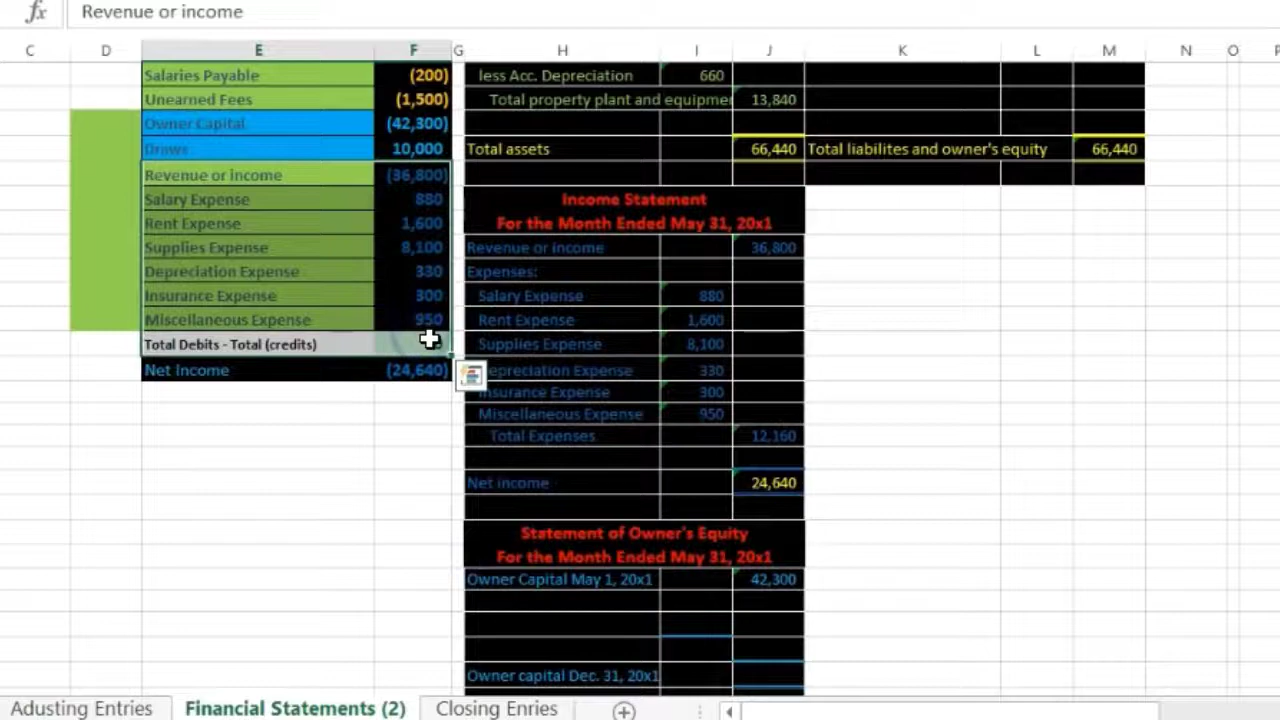 fx Revenue or income
C D E F G H I J K L M N O P
Salaries Payable (200) less Acc. Depreciation 660
Unearned Fees (1,500) Total property plant and equipmer 13,840
Owner Capital (42,300)
Draws 10,000 Total assets 66,440 Total liabilites and owner's equity 66,440
Revenue or income (36,800)
Salary Expense 880 Income Statement
Rent Expense 1,600 For the Month Ended May 31, 20x1
Supplies Expense 8,100 Revenue or income 36,800
Depreciation Expense 330 Expenses:
Insurance Expense 300 Salary Expense 880
Miscellaneous Expense 950 Rent Expense 1,600
Total Debits - Total (credits) Supplies Expense 8,100
Net Income (24,640) epreciation Expense 330
Insurance Expense 300
Miscellaneous Expense 950
Total Expenses 12,160
Net income 24,640
Statement of Owner's Equity
For the Month Ended May 31, 20x1
Owner Capital May 1, 20x1 42,300
Owner capital Dec. 31, 20x1
Adusting Entries Financial Statements (2) Closing Enries